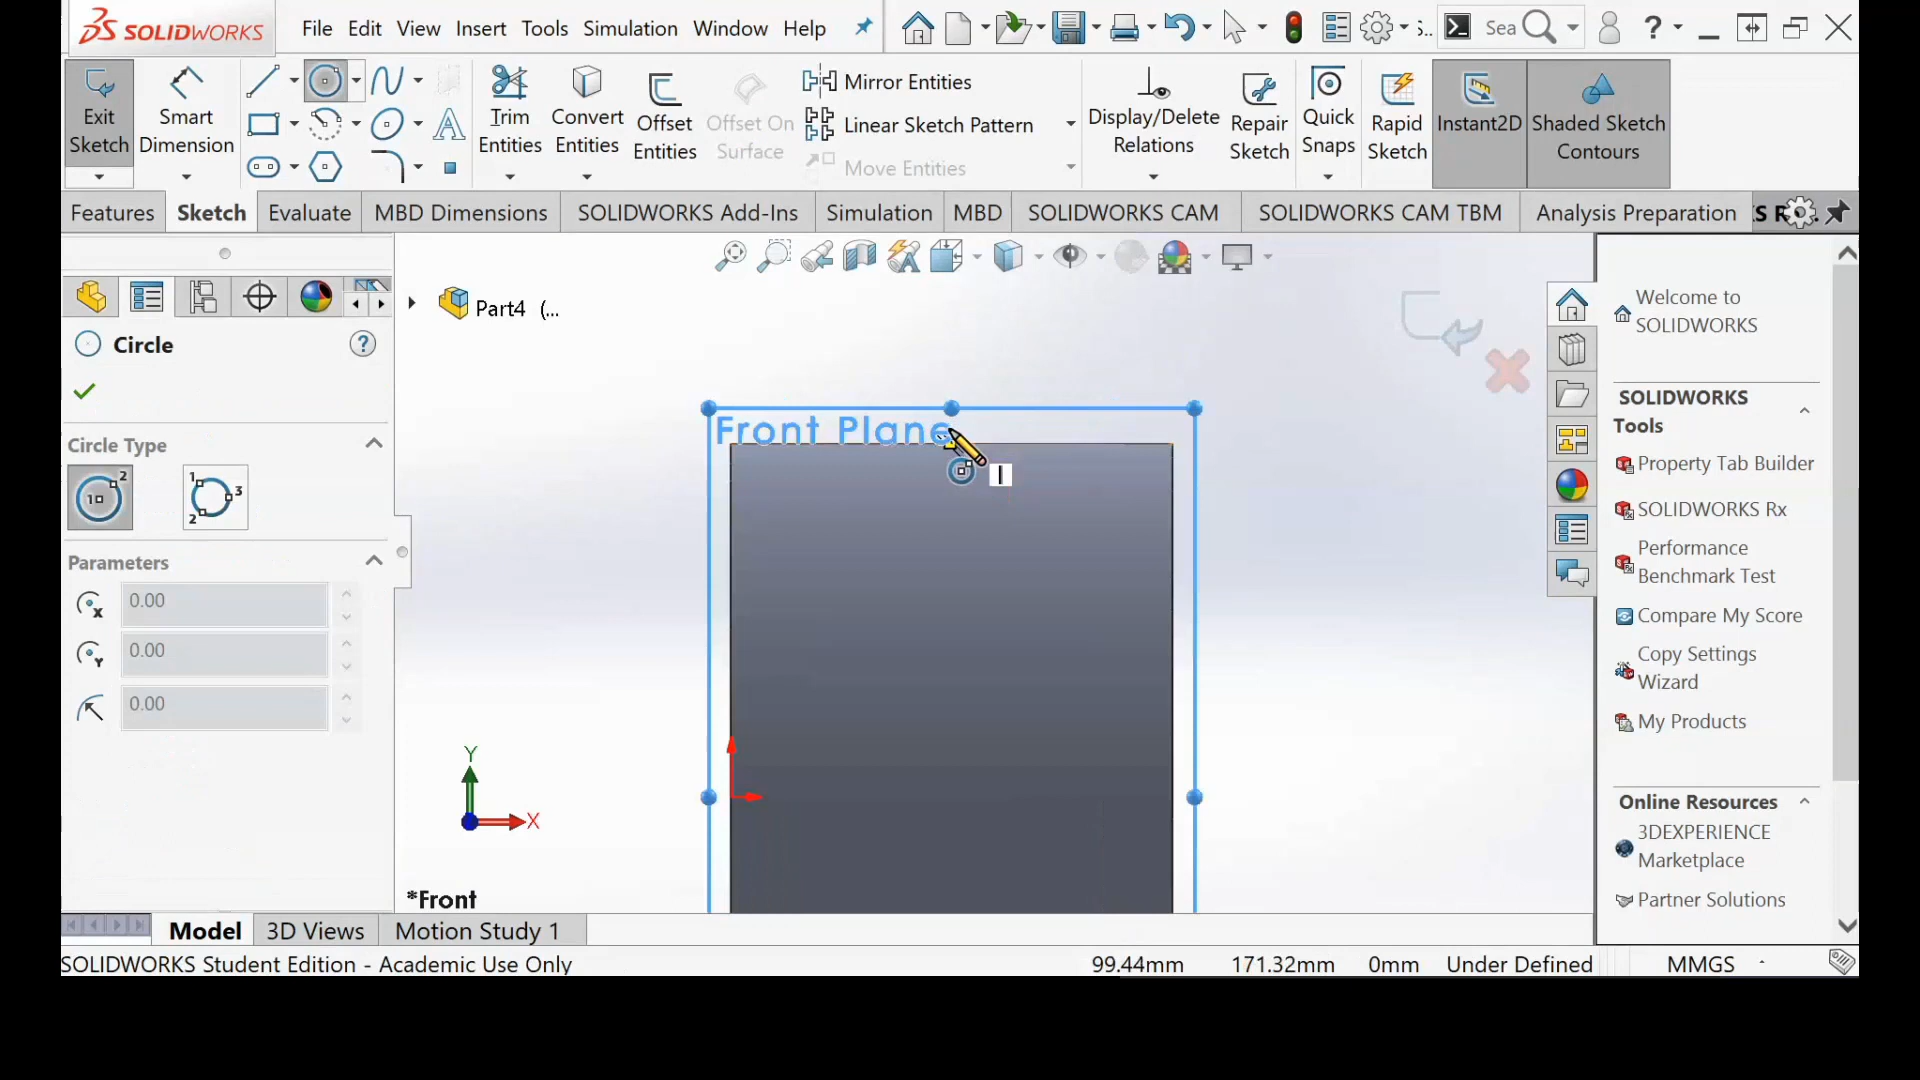 SOLIDWORKS
File Edit View Insert Tools Simulation Window Help
S.. Sea ?
Exit Sketch
Smart Dimension
Trim Entities
Convert Entities
Offset Entities
Offset On Surface
Mirror Entities
Linear Sketch Pattern
Move Entities
Display/Delete Relations
Repair Sketch
Quick Snaps
Rapid Sketch
Instant2D
Shaded Sketch Contours
Features Sketch Evaluate MBD Dimensions SOLIDWORKS Add-Ins Simulation MBD SOLIDWORKS CAM SOLIDWORKS CAM TBM Analysis Preparation
Part4 (...
Circle ?
Circle Type
Parameters
0.00
0.00
0.00
Front Plane
Y
X
*Front
Welcome to
SOLIDWORKS
SOLIDWORKS
Tools
Property Tab Builder
SOLIDWORKS Rx
Performance
Benchmark Test
Compare My Score
Copy Settings
Wizard
My Products
Online Resources
3DEXPERIENCE
Marketplace
Partner Solutions
Model 3D Views Motion Study 1
SOLIDWORKS Student Edition - Academic Use Only 99.44mm 171.32mm 0mm Under Defined MMGS